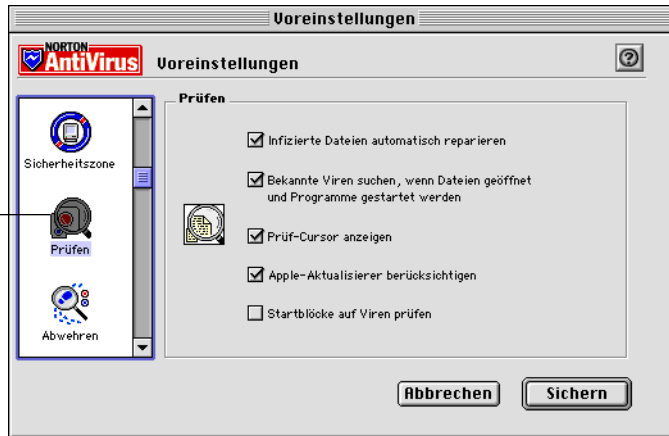 Voreinstellungen
NORTON
AntiVirus
Voreinstellungen
?
Sicherheitszone
Prüfen
Abwehren
Prüfen
Infizierte Dateien automatisch reparieren
Bekannte Viren suchen, wenn Dateien geöffnet
und Programme gestartet werden
Prüf-Cursor anzeigen
Apple-Aktualisierer berücksichtigen
Startblöcke auf Viren prüfen
Abbrechen
Sichern